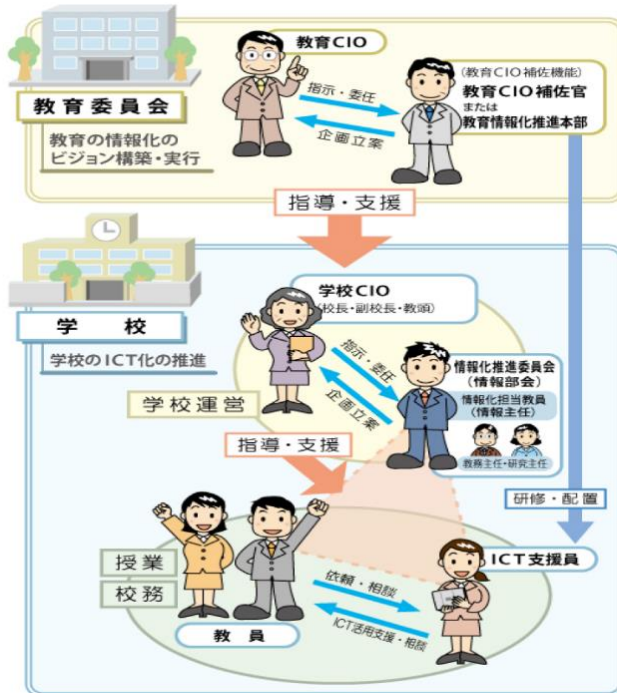 教育CIO
指示・委任
企画立案
(教育CIO補佐機能)
教育CIO補佐官
または
教育情報化推進本部
教育委員会
教育の情報化の
ビジョン構築・実行
指導・支援
学校
学校のICT化の推進
学校CIO
(校長・副校長・教頭)
指示・委任
企画立案
情報化推進委員会
(情報部会)
情報化担当教員
(情報主任)
教務主任・研究主任
学校運営
指導・支援
研修・配置
ICT支援員
授業
校務
依頼・相談
ICT活用支援・相談
教員